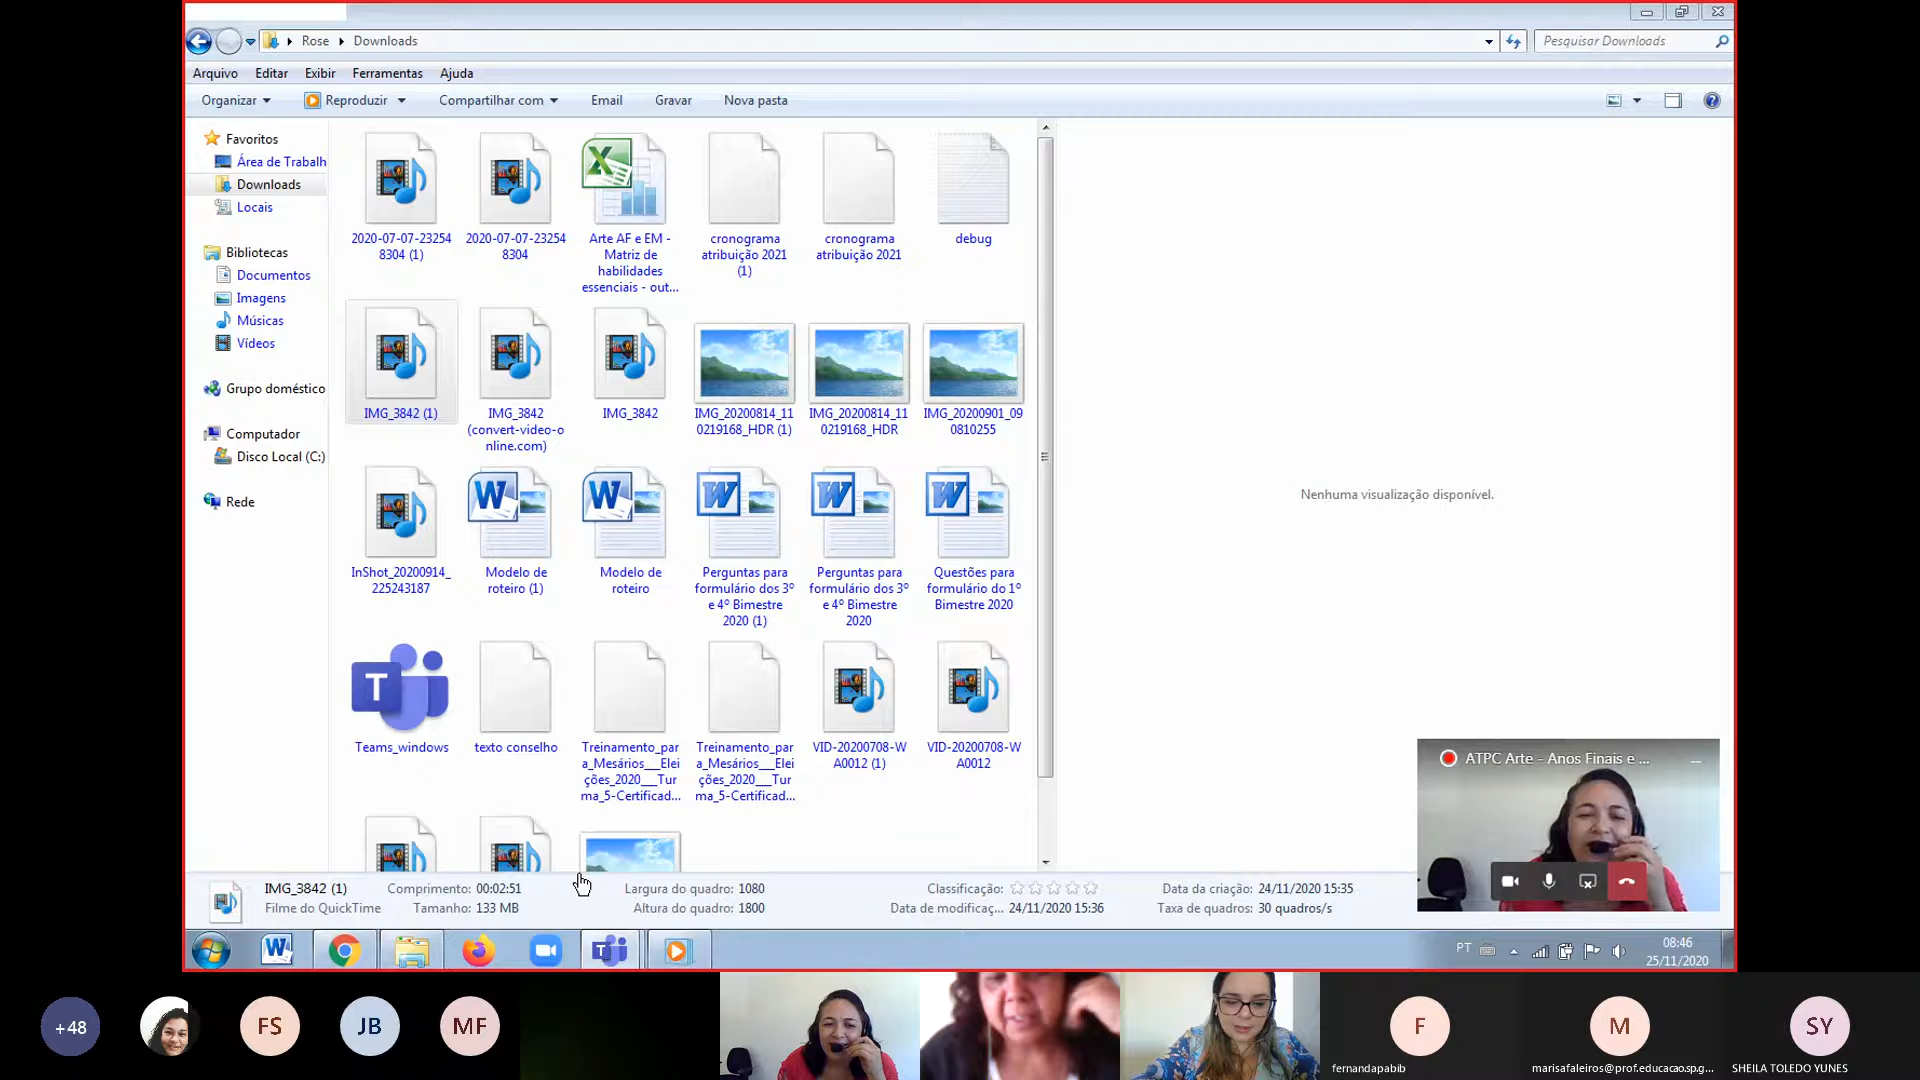 Rose Downloads
Pesquisar Downloads
Arquivo Editar Exibir Ferramentas Ajuda
Organizar Reproduzir Compartilhar com Email Gravar Nova pasta
Favoritos
Área de Trabalh
Downloads
Locais
Bibliotecas
Documentos
Imagens
Músicas
Vídeos
Grupo doméstico
Computador
Disco Local (C:)
Rede
2020-07-07-23254
8304 (1)
2020-07-07-23254
8304
Arte AF e EM -
Matriz de
habilidades
essenciais - out...
cronograma
atribuição 2021
(1)
cronograma
atribuição 2021
debug
IMG_3842 (1)
IMG_3842
(convert-video-o
nline.com)
IMG_3842
IMG_20200814_11
0219168_HDR (1)
IMG_20200814_11
0219168_HDR
IMG_20200901_09
0810255
InShot_20200914_
225243187
Modelo de
roteiro (1)
Modelo de
roteiro
Perguntas para
formulário dos 3º
e 4º Bimestre
2020 (1)
Perguntas para
formulário dos 3º
e 4º Bimestre
2020
Questões para
formulário do 1º
Bimestre 2020
Teams_windows
texto conselho
Treinamento_par
a_Mesários___Elei
ções_2020___Tur
ma_5-Certificad...
Treinamento_par
a_Mesários___Elei
ções_2020___Tur
ma_5-Certificad...
VID-20200708-W
A0012 (1)
VID-20200708-W
A0012
Nenhuma visualização disponível.
ATPC Arte - Anos Finais e ...
IMG_3842 (1) Comprimento: 00:02:51 Largura do quadro: 1080 Classificação: Data da criação: 24/11/2020 15:35
Filme do QuickTime Tamanho: 133 MB Altura do quadro: 1800 Data de modificaç... 24/11/2020 15:36 Taxa de quadros: 30 quadros/s
PT
08:46
25/11/2020
+48 FS JB MF F M SY
fernandapabib marisafaleiros@prof.educacao.sp.g... SHEILA TOLEDO YUNES